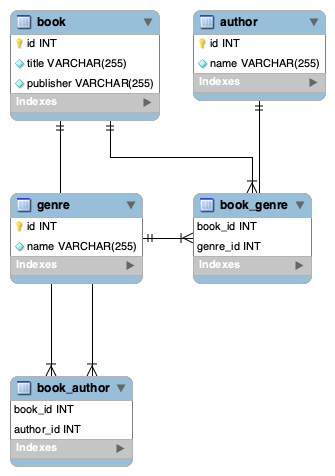 book
id INT
title VARCHAR(255)
publisher VARCHAR(255)
Indexes
author
id INT
name VARCHAR(255)
Indexes
genre
id INT
name VARCHAR(255)
Indexes
book_genre
book_id INT
genre_id INT
Indexes
book_author
book_id INT
author_id INT
Indexes